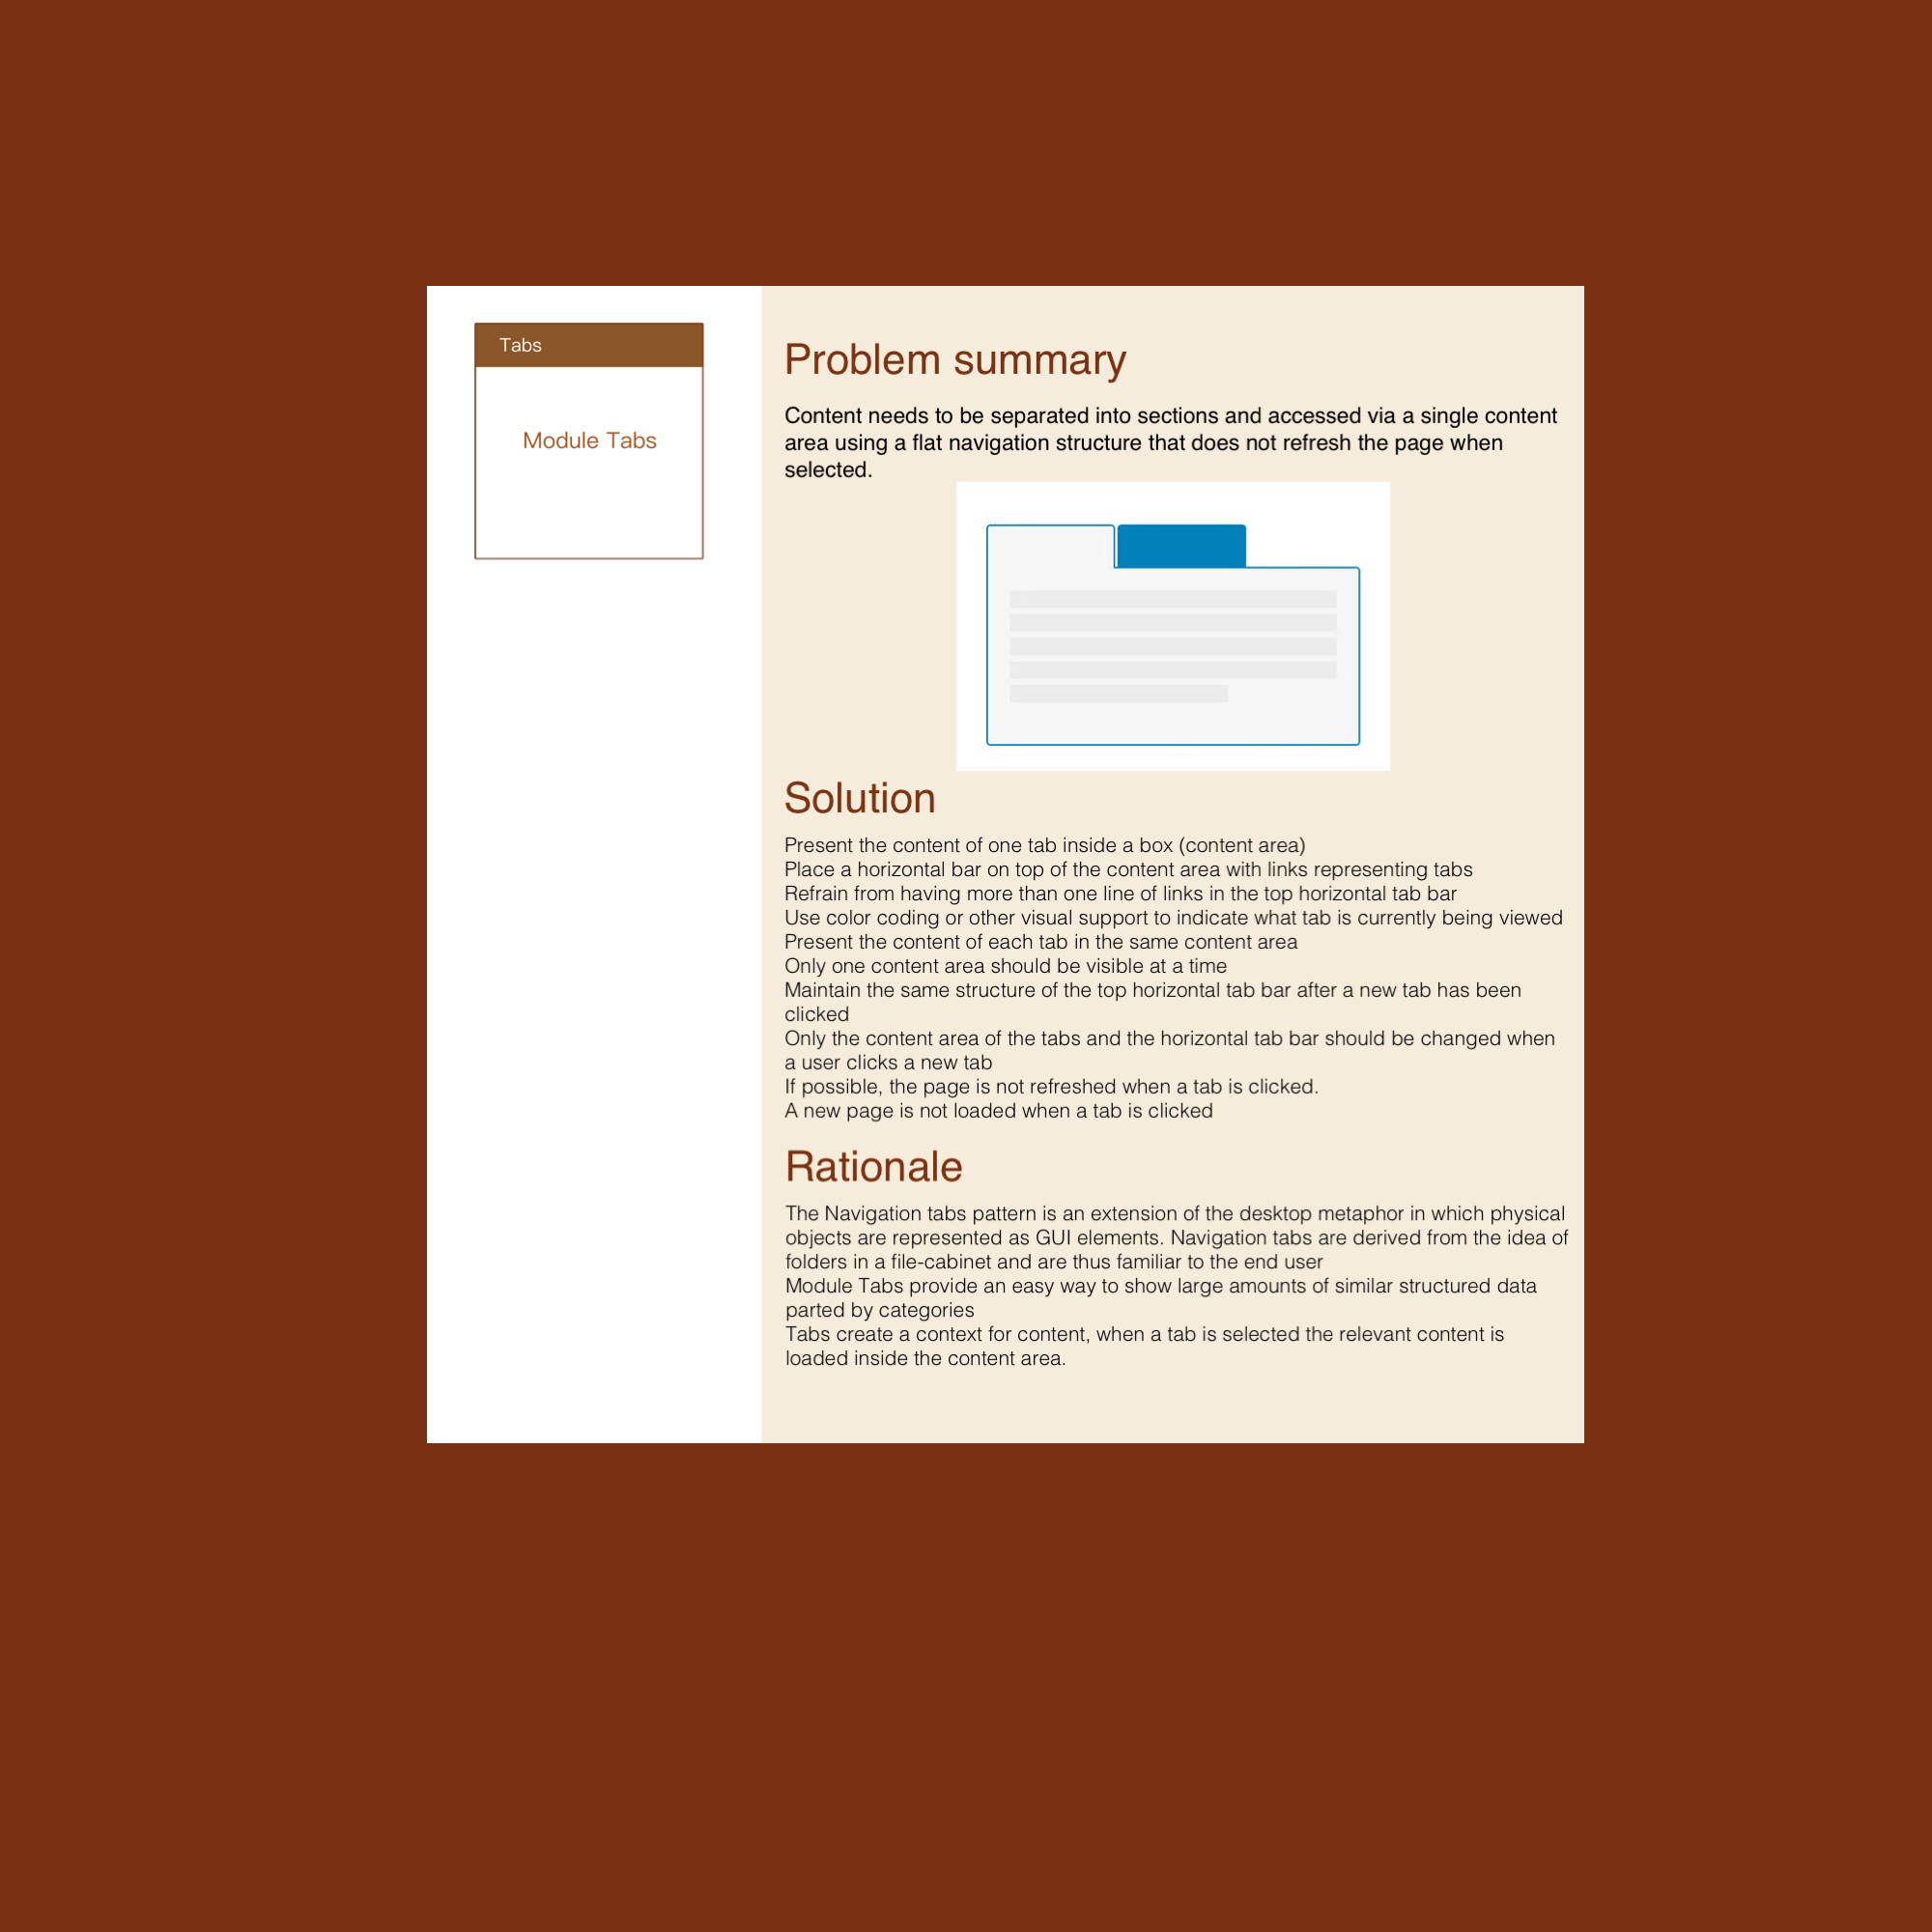 Tabs
Module Tabs
Problem summary
Content needs to be separated into sections and accessed via a single content
area using a flat navigation structure that does not refresh the page when
selected.
Solution
Present the content of one tab inside a box (content area)
Place a horizontal bar on top of the content area with links representing tabs
Refrain from having more than one line of links in the top horizontal tab bar
Use color coding or other visual support to indicate what tab is currently being viewed
Present the content of each tab in the same content area
Only one content area should be visible at a time
Maintain the same structure of the top horizontal tab bar after a new tab has been
clicked
Only the content area of the tabs and the horizontal tab bar should be changed when
a user clicks a new tab
If possible, the page is not refreshed when a tab is clicked.
A new page is not loaded when a tab is clicked
Rationale
The Navigation tabs pattern is an extension of the desktop metaphor in which physical
objects are represented as GUI elements. Navigation tabs are derived from the idea of
folders in a file-cabinet and are thus familiar to the end user
Module Tabs provide an easy way to show large amounts of similar structured data
parted by categories
Tabs create a context for content, when a tab is selected the relevant content is
loaded inside the content area.